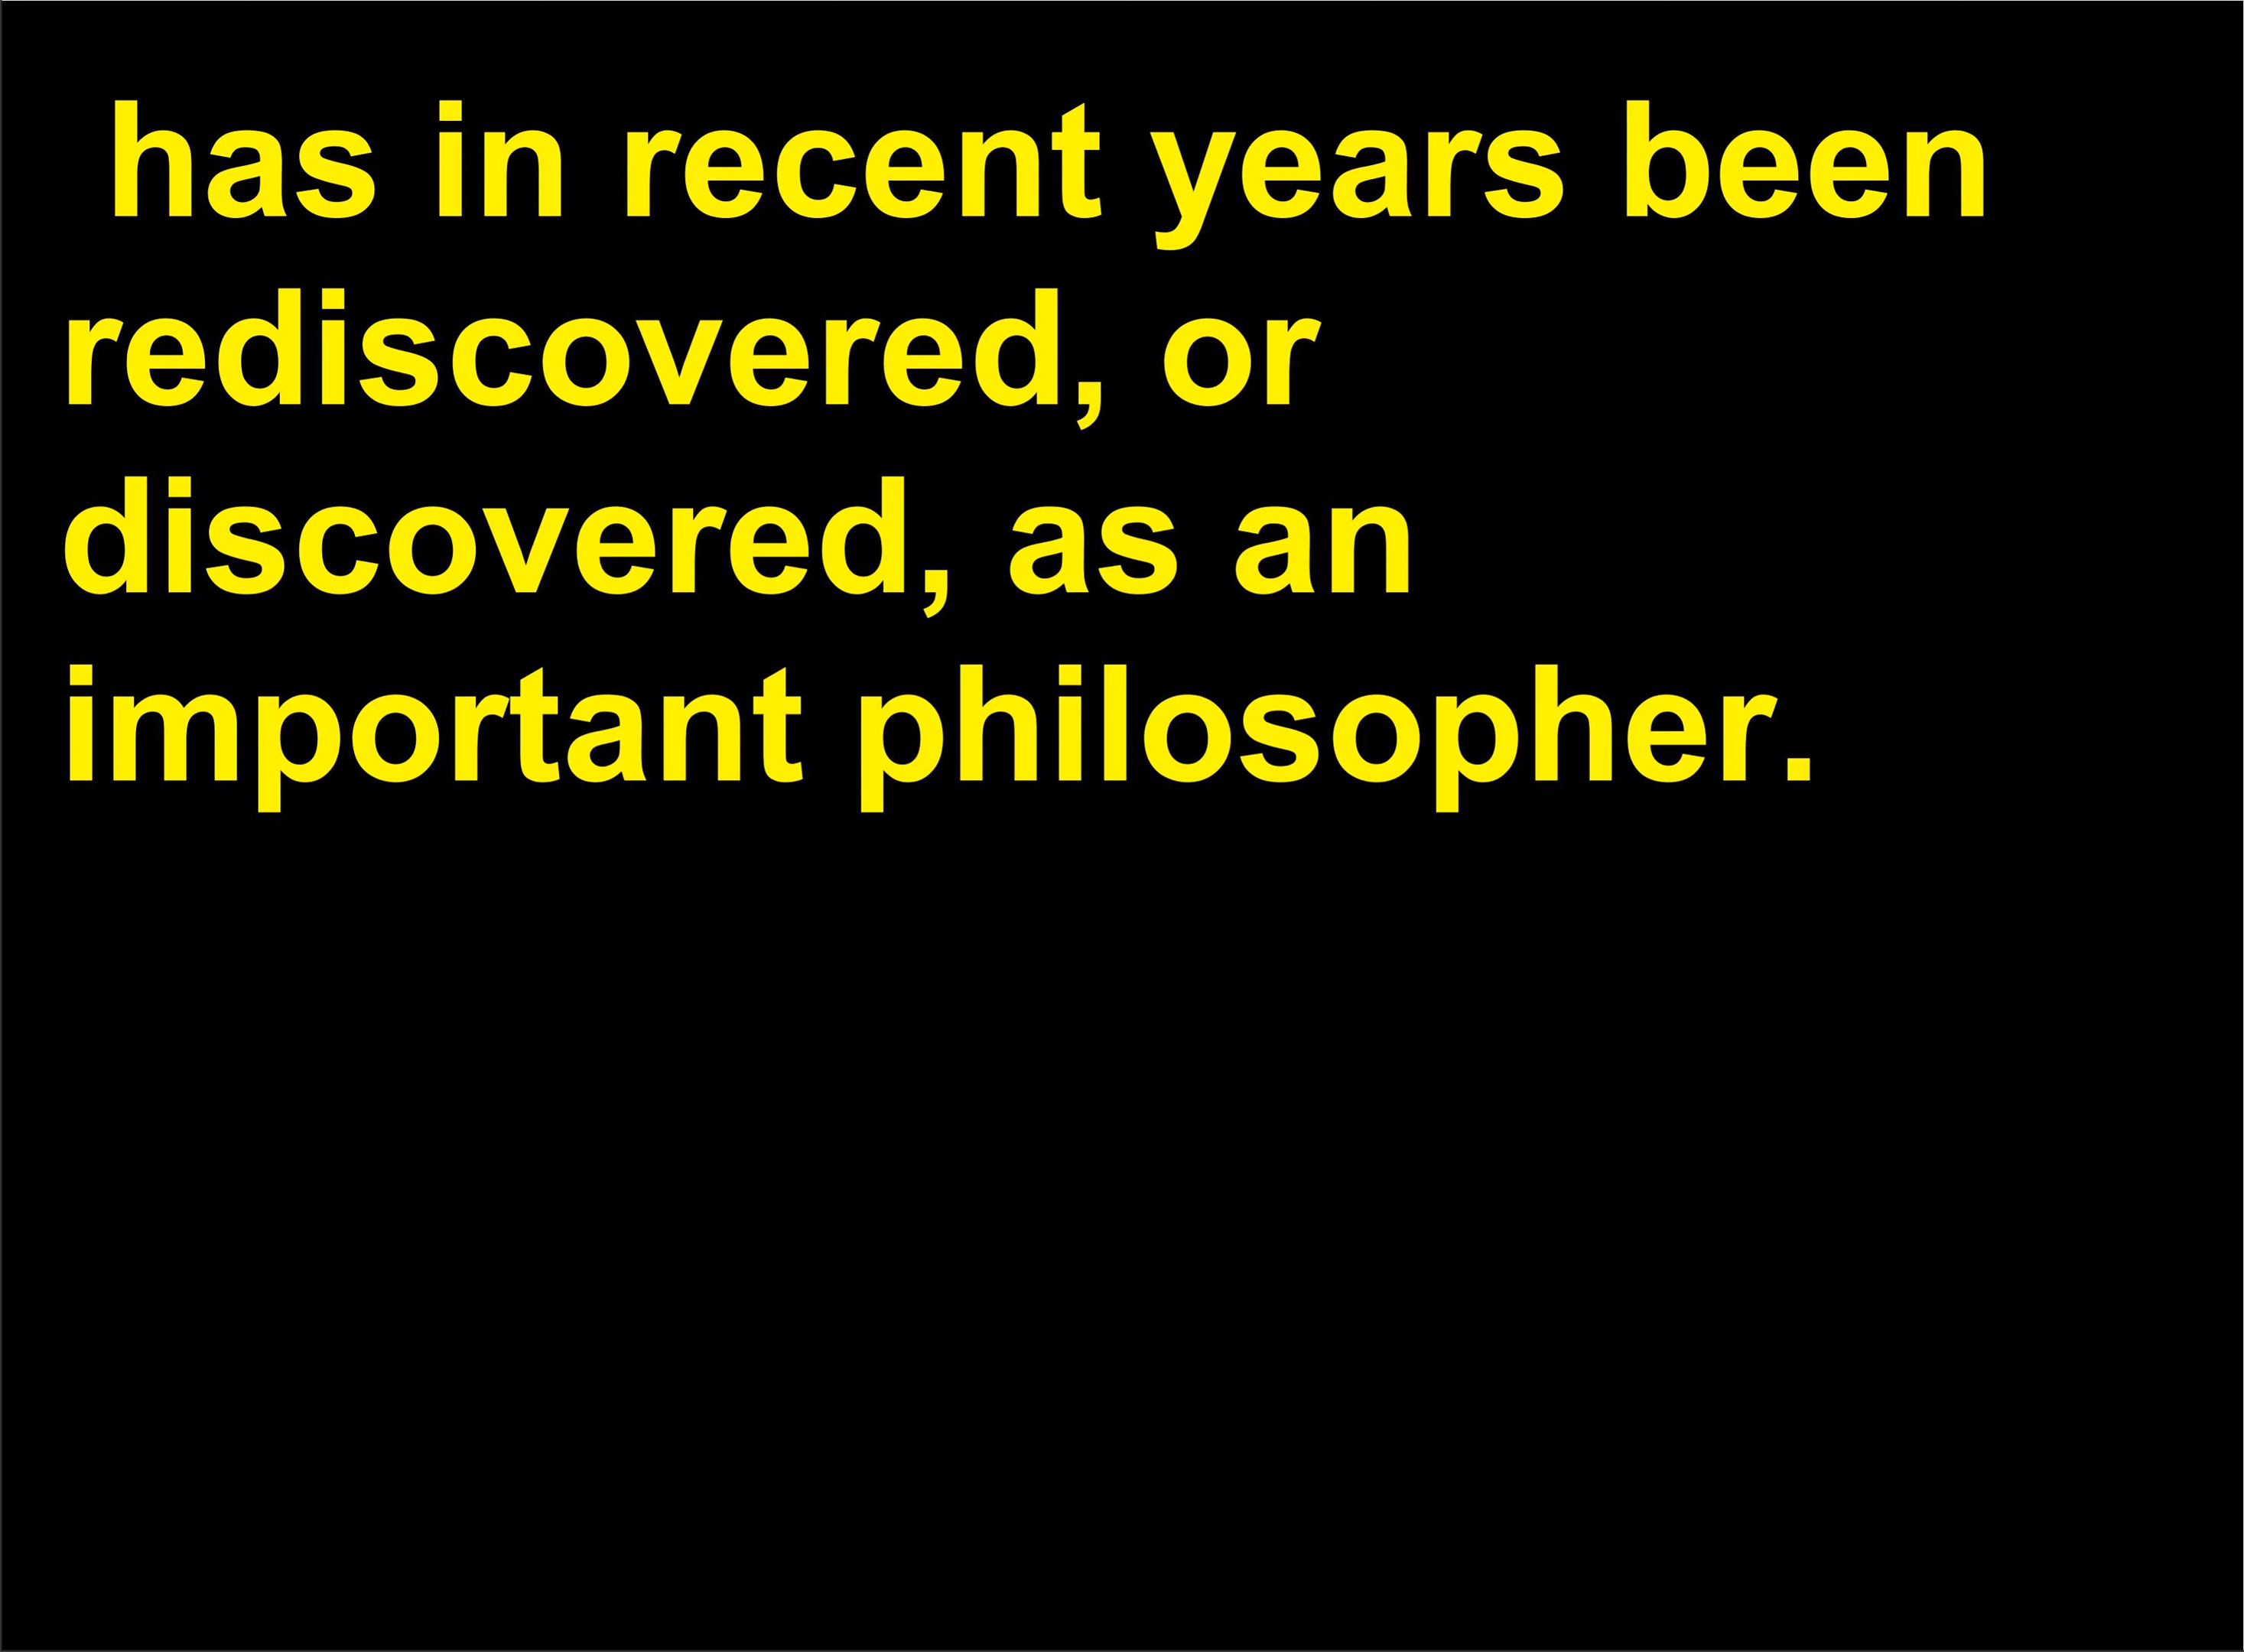 has in recent years been
rediscovered, or
discovered, as an
important philosopher.